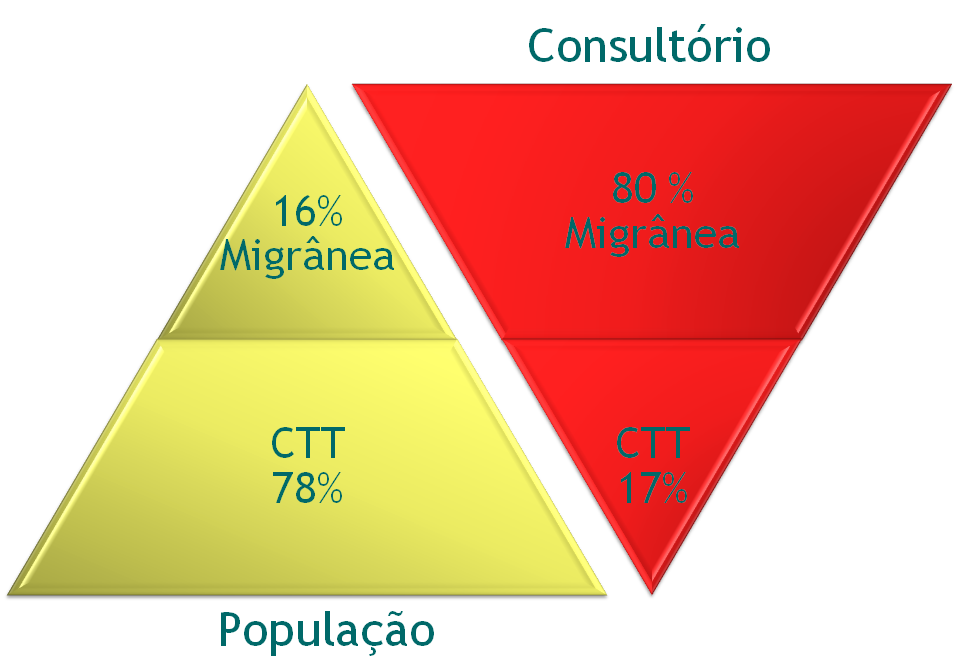 Consultório
80 %
Migrânea
CTT
17%
16%
Migrânea
CTT
78%
População